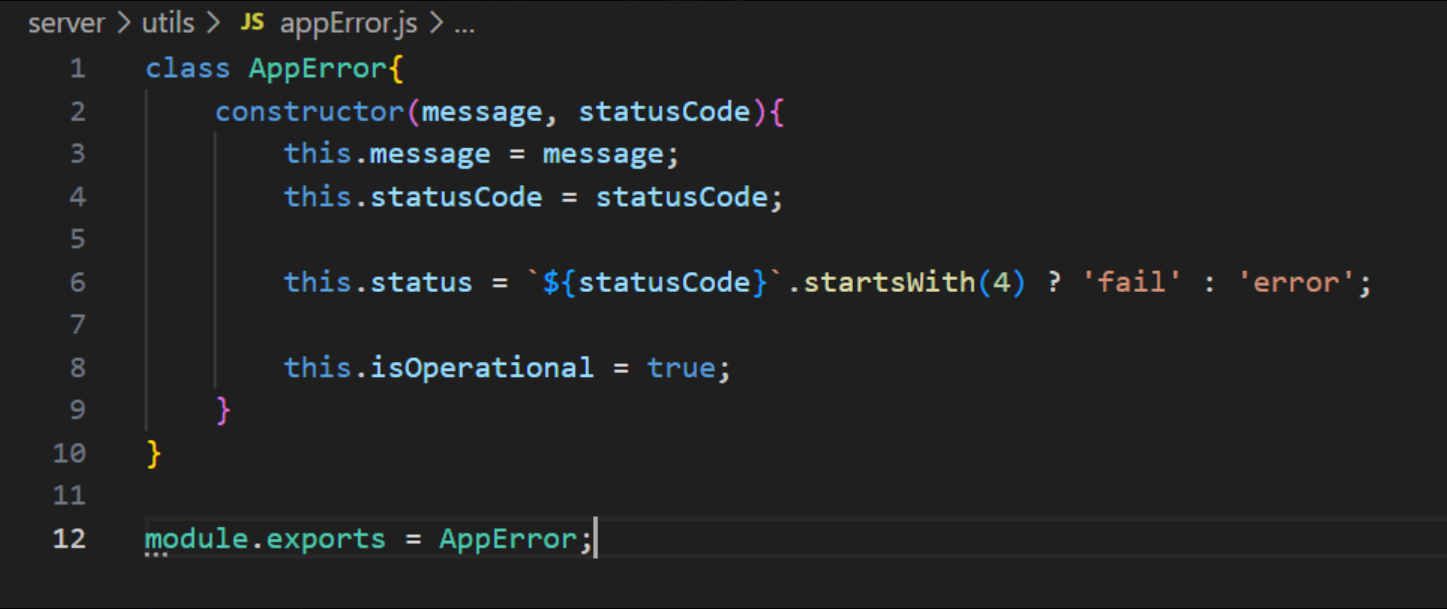 server > utils > JS appError.js > ...
1 class AppError{
2 constructor(message, statusCode){
3 this.message = message;
4 this.statusCode = statusCode;
5
6 this.status = `${statusCode}`.startsWith(4) ? 'fail' : 'error';
7
8 this.isOperational = true;
9 }
10 }
11
12 module.exports = AppError;